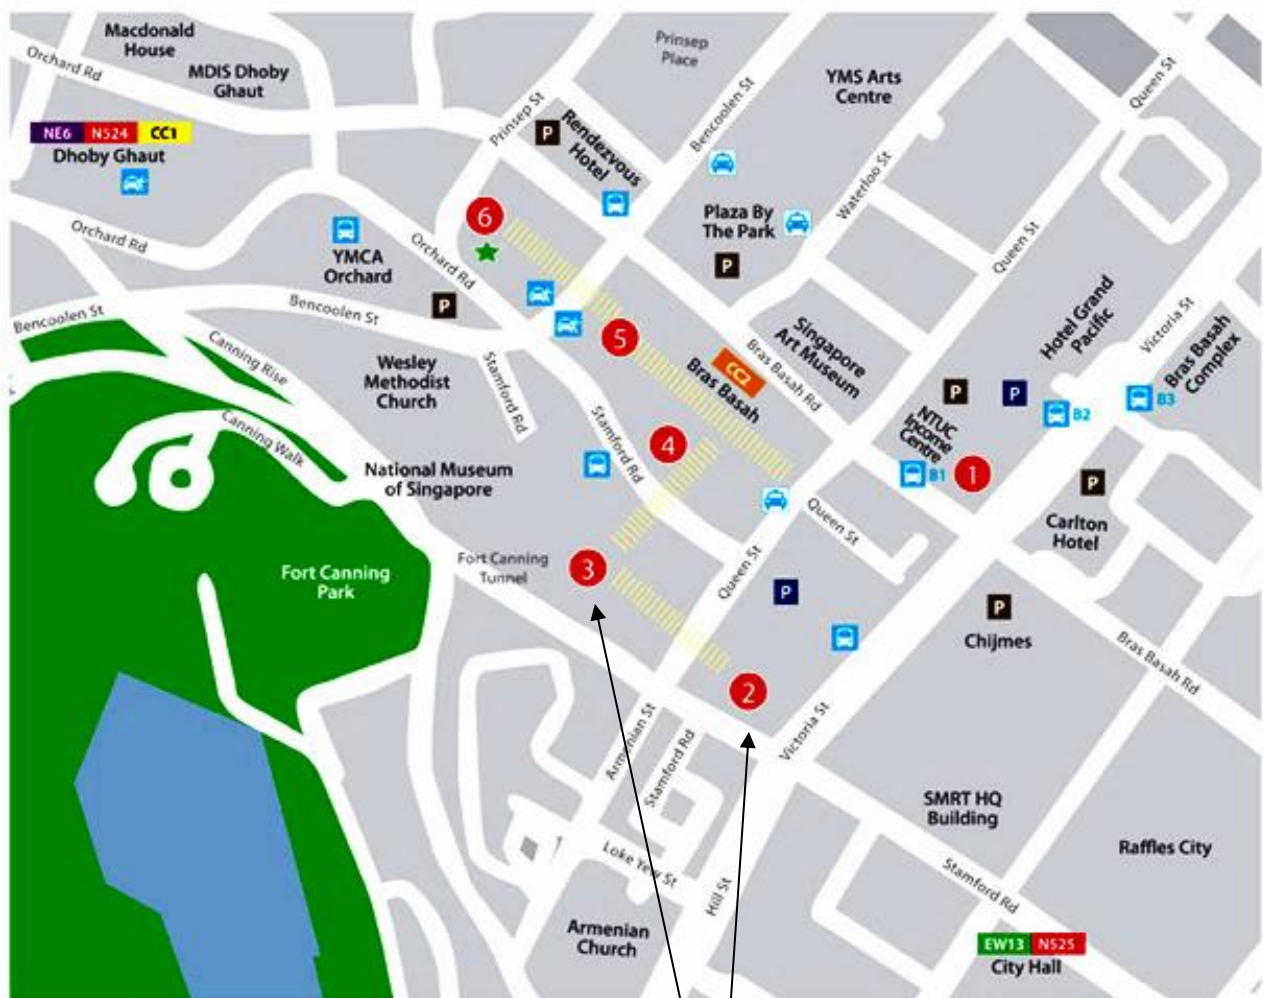 Macdonald
House
Orchard Rd
MDIS Dhoby
Ghaut
Prinsep
Place
YMS Arts
Centre
Queen St
NE6 NS24 CC1
Dhoby Ghaut
Prinsep St
P
Rendezvous
Hotel
Bencoolen St
Waterloo St
6
Plaza By
The Park
Queen St
Orchard Rd
YMCA
Orchard
Orchard Rd
P
P
Bencoolen St
Bencoolen St
Canning Rise
Wesley
Methodist
Church
Stamford Rd
5
CC2
Bras Basah
Bras Basah Rd
Singapore
Art Museum
Hotel Grand
Pacific
Victoria St
Bras Basah
Complex
P
P
B2
B3
NTUC
Income
Centre
B1
1
Canning Walk
Stamford Rd
4
National Museum
of Singapore
P
Carlton
Hotel
Queen St
Fort Canning
Tunnel
3
Queen St
Fort Canning
Park
P
P
Chijmes
Bras Basah Rd
2
Armenian St
Stamford Rd
Victoria St
SMRT HQ
Building
Raffles City
Loke Yew St
Hill St
Stamford Rd
Armenian
Church
EW13 NS25
City Hall